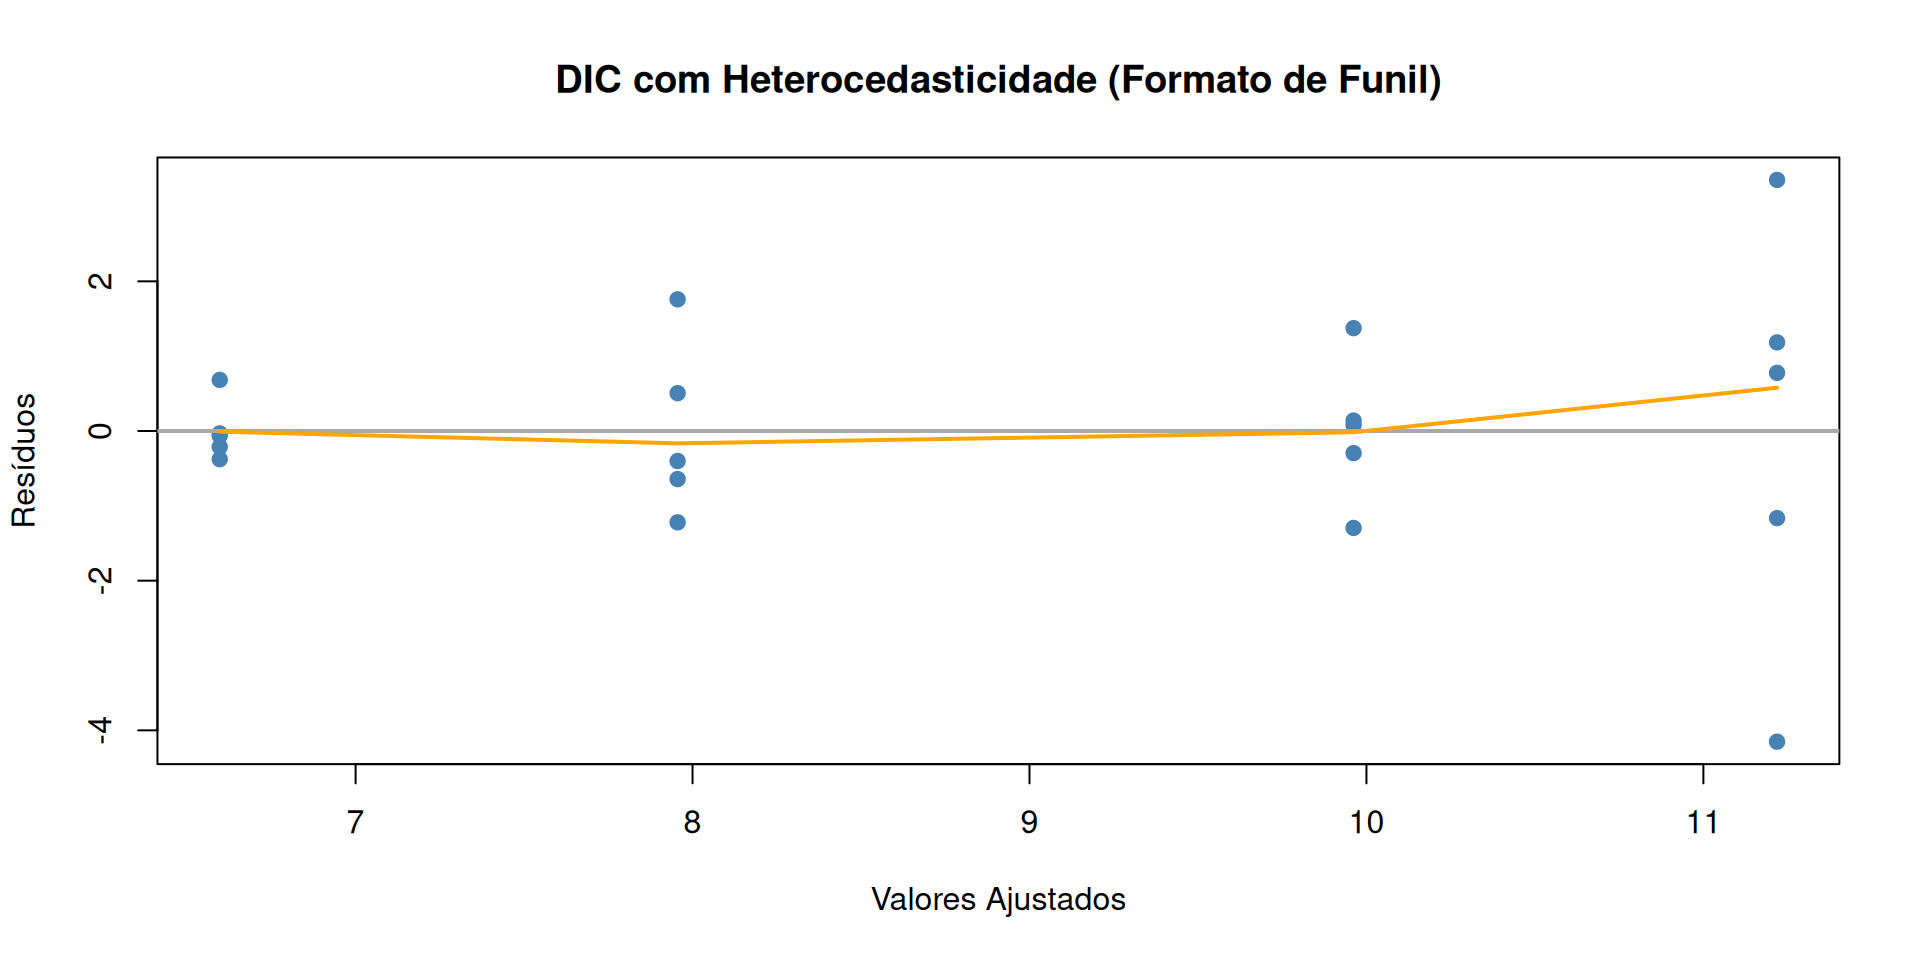 DIC com Heterocedasticidade (Formato de Funil)
Resíduos
2
0
-2
-4
7 8 9 10 11
Valores Ajustados